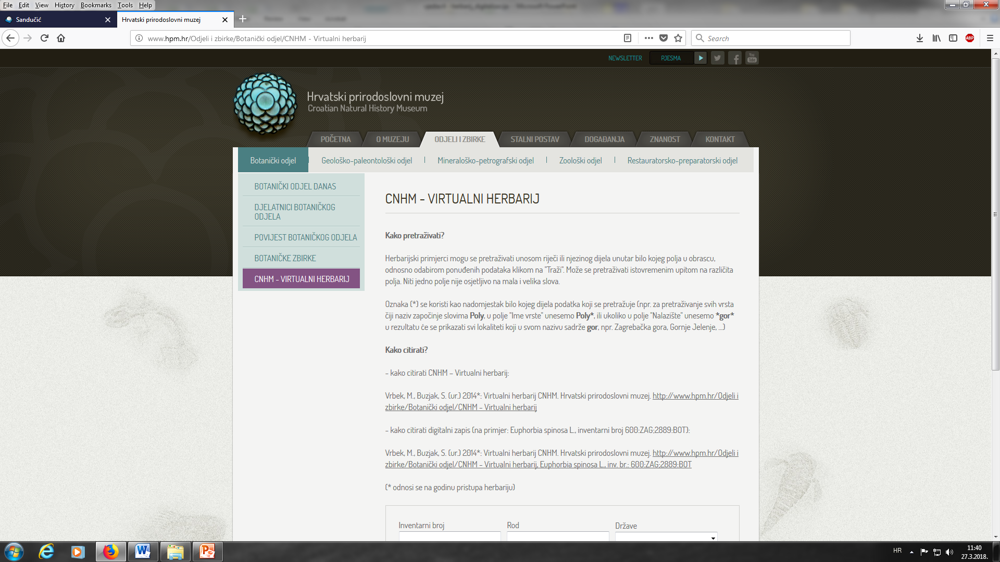 File Edit View History Bookmarks Tools Help
Sandučić
Hrvatski prirodoslovni muzej
www.hpm.hr/Odjeli i zbirke/Botanički odjel/CNHM - Virtualni herbarij
Search
ABP
NEWSLETTER
PJESMA
You Tube
Hrvatski prirodoslovni muzej
Croatian Natural History Museum
POČETNA
O MUZEJU
ODJELI I ZBIRKE
STALNI POSTAV
DOGAĐANJA
ZNANOST
KONTAKT
Botanički odjel
Geološko-paleontološki odjel
Mineraloško-petrografski odjel
Zoološki odjel
Restauratorsko-preparatorski odjel
BOTANIČKI ODJEL DANAS
DJELATNICI BOTANIČKOG
ODJELA
POVIJEST BOTANIČKOG ODJELA
BOTANIČKE ZBIRKE
CNHM - VIRTUALNI HERBARIJ
CNHM - VIRTUALNI HERBARIJ
Kako pretraživati?
Herbarijski primjerci mogu se pretraživati unosom riječi ili njezinog dijela unutar bilo kojeg polja u obrascu,
odnosno odabirom ponuđenih podataka klikom na "Traži". Može se pretraživati istovremenim upitom na različita
polja. Niti jedno polje nije osjetljivo na mala i velika slova.
Oznaka (*) se koristi kao nadomjestak bilo kojeg dijela podatka koji se pretražuje (npr. za pretraživanje svih vrsta
čiji naziv započinje slovima Poly, u polje "Ime vrste" unesemo Poly*, ili ukoliko u polje "Nalazište" unesemo *gor*
u rezultatu će se prikazati svi lokaliteti koji u svom nazivu sadrže gor, npr. Zagrebačka gora, Gornje Jelenje, ...)
Kako citirati?
- kako citirati CNHM – Virtualni herbarij:
Vrbek, M., Buzjak, S. (ur.) 2014*: Virtualni herbarij CNHM. Hrvatski prirodoslovni muzej. http://www.hpm.hr/Odjeli i
zbirke/Botanički odjel/CNHM - Virtualni herbarij
- kako citirati digitalni zapis (na primjer: Euphorbia spinosa L., inventarni broj 600:ZAG;2889:BOT):
Vrbek, M., Buzjak, S. (ur.) 2014*: Virtualni herbarij CNHM. Hrvatski prirodoslovni muzej. http://www.hpm.hr/Odjeli i
zbirke/Botanički odjel/CNHM - Virtualni herbarij, Euphorbia spinosa L., inv. br.: 600:ZAG;2889:BOT
(* odnosi se na godinu pristupa herbariju)
Inventarni broj
Rod
Države
HR
11:40
27.3.2018.